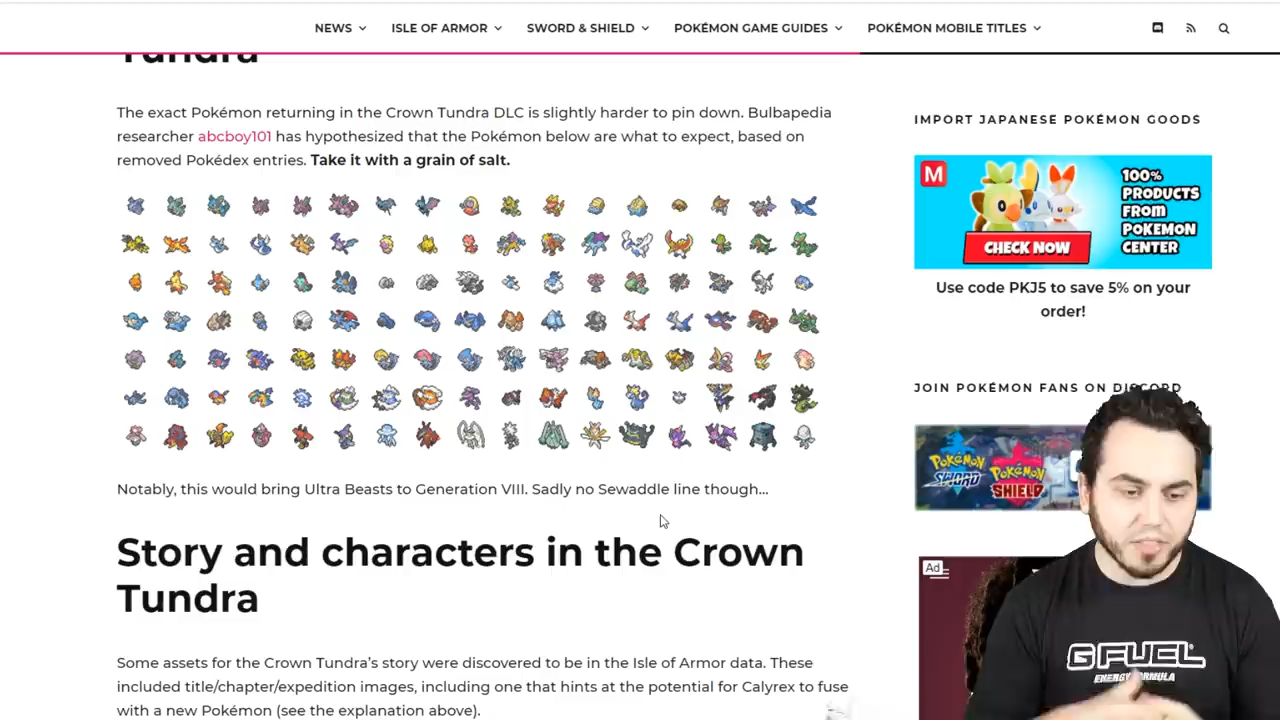 NEWS ISLE OF ARMOR SWORD & SHIELD POKÉMON GAME GUIDES POKÉMON MOBILE TITLES
Tundra
The exact Pokémon returning in the Crown Tundra DLC is slightly harder to pin down. Bulbapedia
researcher abcboy101 has hypothesized that the Pokémon below are what to expect, based on
removed Pokédex entries. Take it with a grain of salt.
Notably, this would bring Ultra Beasts to Generation VIII. Sadly no Sewaddle line though...
Story and characters in the Crown
Tundra
Some assets for the Crown Tundra's story were discovered to be in the Isle of Armor data. These
included title/chapter/expedition images, including one that hints at the potential for Calyrex to fuse
with a new Pokémon (see the explanation above).
IMPORT JAPANESE POKÉMON GOODS
M
100%
PRODUCTS
FROM
POKEMON
CENTER
CHECK NOW
Use code PKJ5 to save 5% on your
order!
JOIN POKÉMON FANS ON DISCORD
POKÉMON
SWORD
POKÉMON
SHIELD
Ad
G FUEL
ENERGY FORMULA